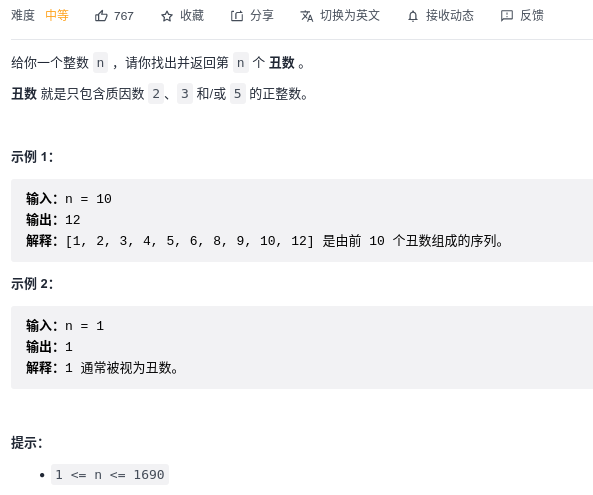 难度 中等 767 收藏 分享 切换为英文 接收动态 反馈
给你一个整数 n ，请你找出并返回第 n 个 丑数 。
丑数 就是只包含质因数 2、3 和/或 5 的正整数。
示例 1：
输入：n = 10
输出：12
解释：[1, 2, 3, 4, 5, 6, 8, 9, 10, 12] 是由前 10 个丑数组成的序列。
示例 2：
输入：n = 1
输出：1
解释：1 通常被视为丑数。
提示：
• 1 <= n <= 1690